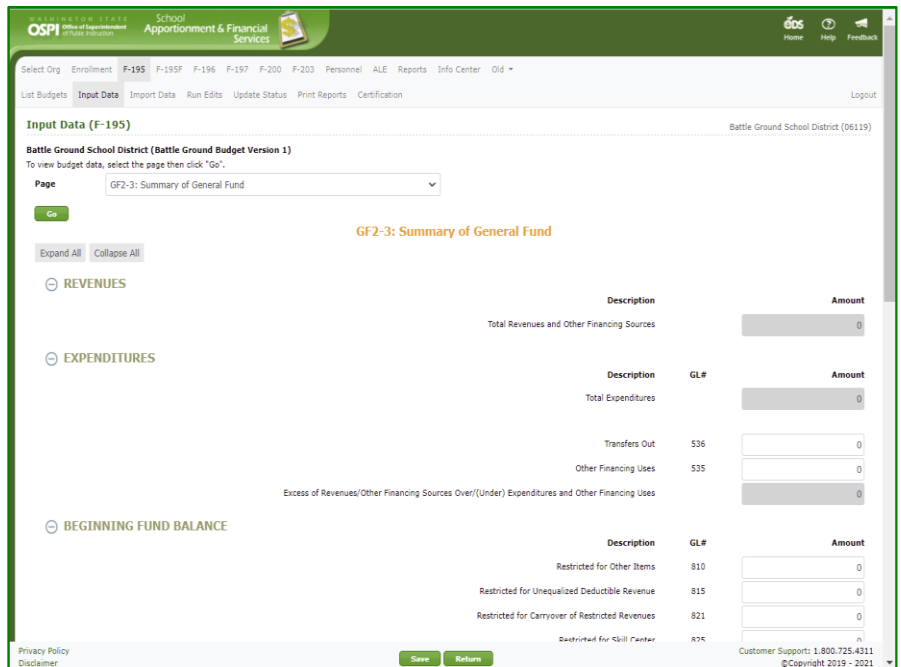 WASHINGTON STATE
OSPI Office of Superintendent of Public Instruction
School
Apportionment & Financial
Services
eds
Home Help Feedback
Select Org Enrollment F-195 F-195F F-196 F-197 F-200 F-203 Personnel ALE Reports Info Center Old
List Budgets Input Data Import Data Run Edits Update Status Print Reports Certification Logout
Input Data (F-195) Battle Ground School District (06119)
Battle Ground School District (Battle Ground Budget Version 1)
To view budget data, select the page then click "Go".
Page GF2-3: Summary of General Fund
Go
GF2-3: Summary of General Fund
Expand All Collapse All
REVENUES
Description Amount
Total Revenues and Other Financing Sources 0
EXPENDITURES
Description GL# Amount
Total Expenditures 0
Transfers Out 536 0
Other Financing Uses 535 0
Excess of Revenues/Other Financing Sources Over/(Under) Expenditures and Other Financing Uses 0
BEGINNING FUND BALANCE
Description GL# Amount
Restricted for Other Items 810 0
Restricted for Unequalized Deductible Revenue 815 0
Restricted for Carryover of Restricted Revenues 821 0
Restricted for Skill Center 825 0
Privacy Policy
Disclaimer
Save Return
Customer Support: 1.800.725.4311
©Copyright 2019 - 2021